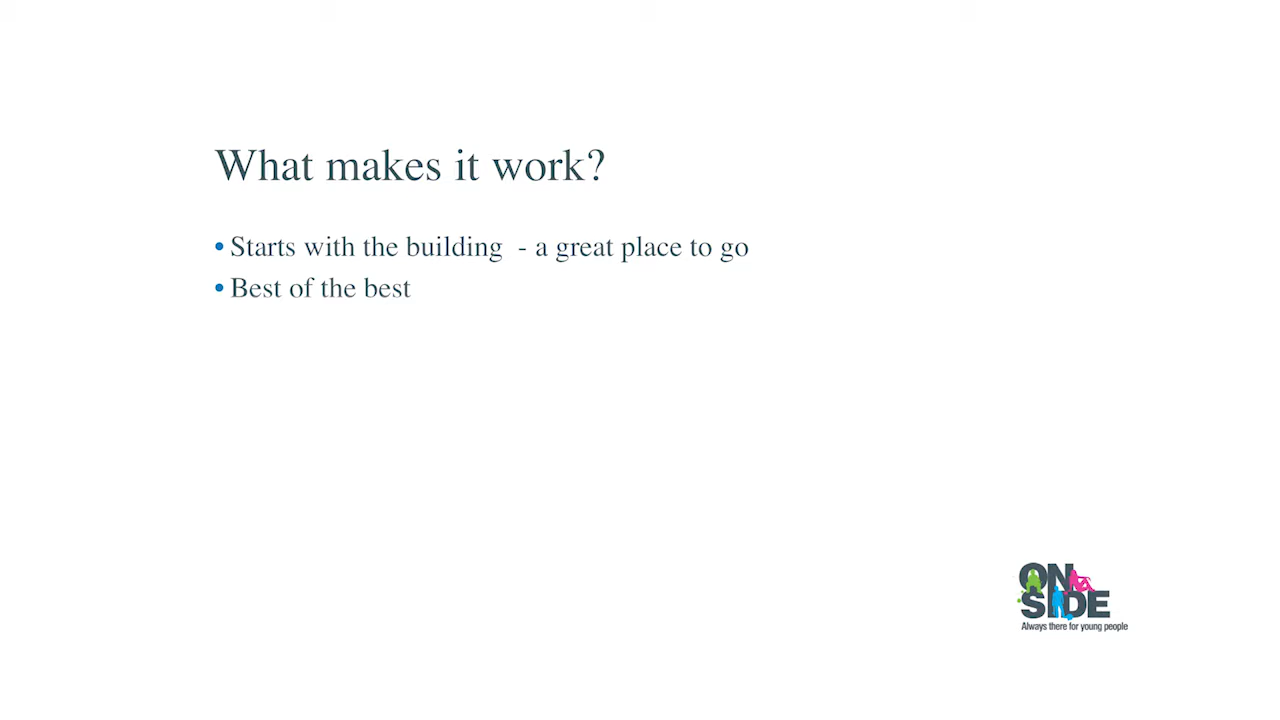 What makes it work?
• Starts with the building  - a great place to go
• Best of the best
ON
SIDE
Always there for young people